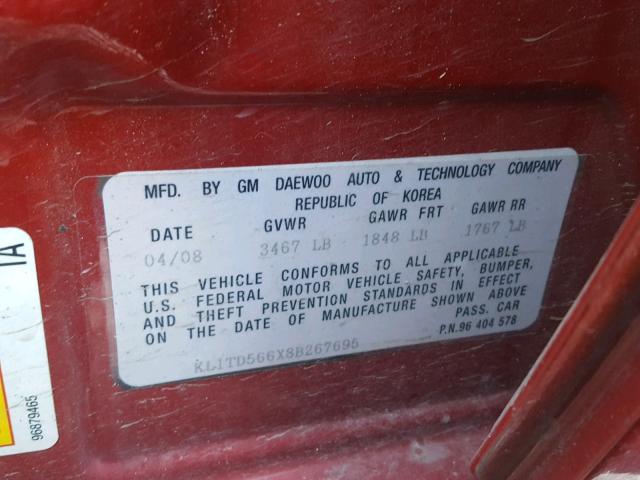 MFD. BY GM DAEWOO AUTO & TECHNOLOGY COMPANY
REPUBLIC OF KOREA
DATE GVWR GAWR FRT GAWR RR
04/08 3467 LB 1848 LB 1767 LB
THIS VEHICLE CONFORMS TO ALL APPLICABLE
U.S. FEDERAL MOTOR VEHICLE SAFETY, BUMPER,
AND THEFT PREVENTION STANDARDS IN EFFECT
ON THE DATE OF MANUFACTURE SHOWN ABOVE
PASS. CAR
P.N.96 404 578
KL1TD566X8B267695
IA
96879465